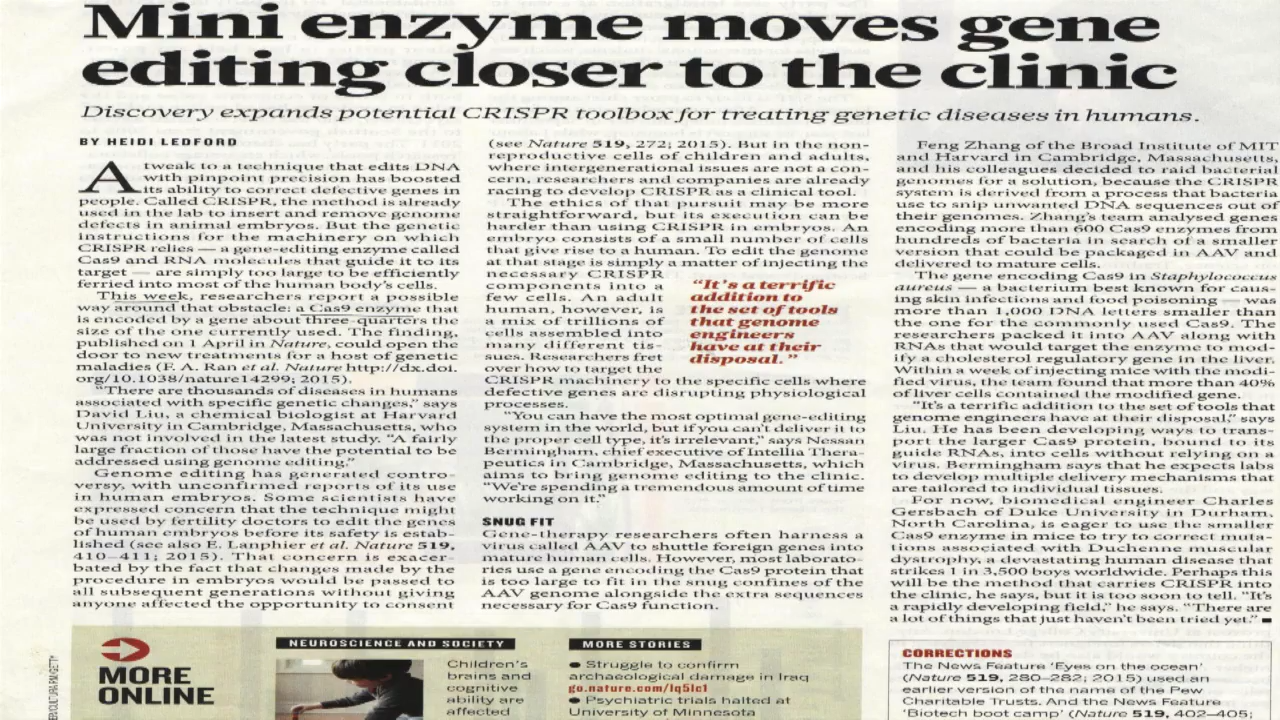 Mini enzyme moves gene
editing closer to the clinic
Discovery expands potential CRISPR toolbox for treating genetic diseases in humans.
BY HEIDI LEDFORD
A tweak to a technique that edits DNA
with pinpoint precision has boosted
its ability to correct defective genes in
people. Called CRISPR, the method is already
used in the lab to insert and remove genome
defects in animal embryos. But the genetic
instructions for the machinery on which
CRISPR relies — a gene-editing enzyme called
Cas9 and RNA molecules that guide it to its
target — are simply too large to be efficiently
ferried into most of the human body's cells.
This week, researchers report a possible
way around that obstacle: a Cas9 enzyme that
is encoded by a gene about three-quarters the
size of the one currently used. The finding,
published on 1 April in Nature, could open the
door to new treatments for a host of genetic
maladies (F. A. Ran et al. Nature http://dx.doi.
org/10.1038/nature14299; 2015).
"There are thousands of diseases in humans
associated with specific genetic changes," says
David Liu, a chemical biologist at Harvard
University in Cambridge, Massachusetts, who
was not involved in the latest study. "A fairly
large fraction of those have the potential to be
addressed using genome editing."
Genome editing has generated contro-
versy, with unconfirmed reports of its use
in human embryos. Some scientists have
expressed concern that the technique might
be used by fertility doctors to edit the genes
of human embryos before its safety is estab-
lished (see also E. Lanphier et al. Nature 519,
410–411; 2015). That concern is exacer-
bated by the fact that changes made by the
procedure in embryos would be passed to
all subsequent generations without giving
anyone affected the opportunity to consent
(see Nature 519, 272; 2015). But in the non-
reproductive cells of children and adults,
where intergenerational issues are not a con-
cern, researchers and companies are already
racing to develop CRISPR as a clinical tool.
The ethics of that pursuit may be more
straightforward, but its execution can be
harder than using CRISPR in embryos. An
embryo consists of a small number of cells
that give rise to a human. To edit the genome
at that stage is simply a matter of injecting the
necessary CRISPR
components into a
few cells. An adult
human, however, is
a mix of trillions of
cells assembled into
many different tis-
sues. Researchers fret
over how to target the
CRISPR machinery to the specific cells where
defective genes are disrupting physiological
processes.
"You can have the most optimal gene-editing
system in the world, but if you can't deliver it to
the proper cell type, it's irrelevant," says Nessan
Bermingham, chief executive of Intellia Thera-
peutics in Cambridge, Massachusetts, which
aims to bring genome editing to the clinic.
"We're spending a tremendous amount of time
working on it."
"It's a terrific
addition to
the set of tools
that genome
engineers
have at their
disposal."
SNUG FIT
Gene-therapy researchers often harness a
virus called AAV to shuttle foreign genes into
mature human cells. However, most laborato-
ries use a gene encoding the Cas9 protein that
is too large to fit in the snug confines of the
AAV genome alongside the extra sequences
necessary for Cas9 function.
Feng Zhang of the Broad Institute of MIT
and Harvard in Cambridge, Massachusetts,
and his colleagues decided to raid bacterial
genomes for a solution, because the CRISPR
system is derived from a process that bacteria
use to snip unwanted DNA sequences out of
their genomes. Zhang's team analysed genes
encoding more than 600 Cas9 enzymes from
hundreds of bacteria in search of a smaller
version that could be packaged in AAV and
delivered to mature cells.
The gene encoding Cas9 in Staphylococcus
aureus — a bacterium best known for caus-
ing skin infections and food poisoning — was
more than 1,000 DNA letters smaller than
the one for the commonly used Cas9. The
researchers packed it into AAV along with
RNAs that would target the enzyme to mod-
ify a cholesterol regulatory gene in the liver.
Within a week of injecting mice with the modi-
fied virus, the team found that more than 40%
of liver cells contained the modified gene.
"It's a terrific addition to the set of tools that
genome engineers have at their disposal," says
Liu. He has been developing ways to trans-
port the larger Cas9 protein, bound to its
guide RNAs, into cells without relying on a
virus. Bermingham says that he expects labs
to develop multiple delivery mechanisms that
are tailored to individual tissues.
For now, biomedical engineer Charles
Gersbach of Duke University in Durham,
North Carolina, is eager to use the smaller
Cas9 enzyme in mice to try to correct muta-
tions associated with Duchenne muscular
dystrophy, a devastating human disease that
strikes 1 in 3,500 boys worldwide. Perhaps this
will be the method that carries CRISPR into
the clinic, he says, but it is too soon to tell. "It's
a rapidly developing field," he says. "There are
a lot of things that just haven't been tried yet." ■
MORE
ONLINE
NEUROSCIENCE AND SOCIETY
Children's
brains and
cognitive
ability are
affected
MORE STORIES
● Struggle to confirm
archaeological damage in Iraq
go.nature.com/lq5lc1
● Psychiatric trials halted at
University of Minnesota
CORRECTIONS
The News Feature 'Eyes on the ocean'
(Nature 519, 280–282; 2015) used an
earlier version of the name of the Pew
Charitable Trusts. And the News Feature
'Biotech boot camp' (Nature 519, 402–405;